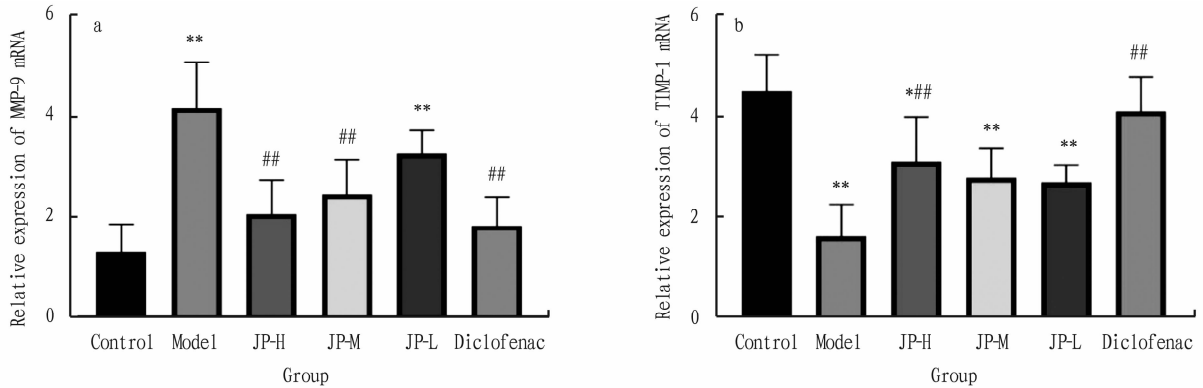 a
Relative expression of MMP-9 mRNA
6
4
2
0
**
##
##
**
##
Control Model JP-H JP-M JP-L Diclofenac
Group
b
Relative expression of TIMP-1 mRNA
6
4
2
0
**
*##
**
**
##
Control Model JP-H JP-M JP-L Diclofenac
Group